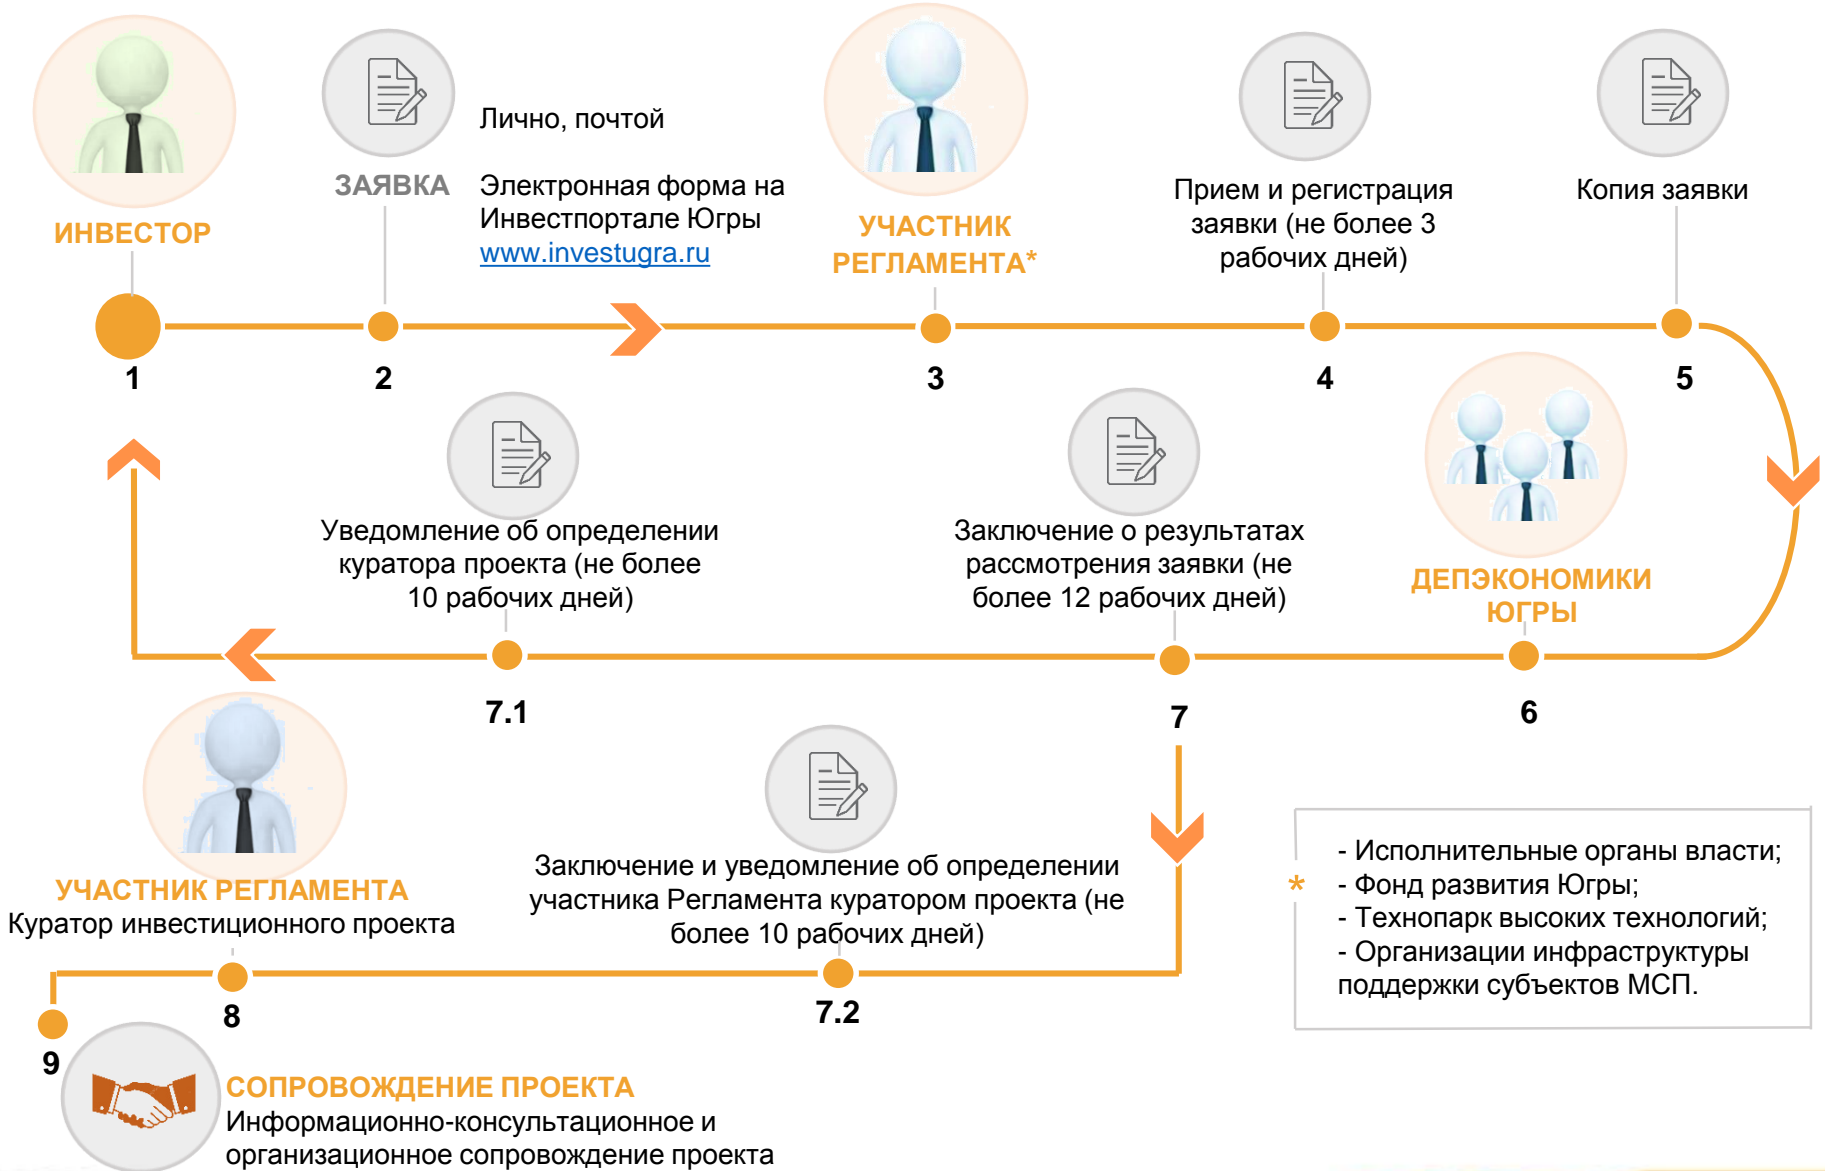 ИНВЕСТОР
1
ЗАЯВКА
Лично, почтой
Электронная форма на
Инвестпортале Югры
www.investugra.ru
2
УЧАСТНИК
РЕГЛАМЕНТА*
3
Прием и регистрация
заявки (не более 3
рабочих дней)
4
Копия заявки
5
ДЕПЭКОНОМИКИ
ЮГРЫ
6
Заключение о результатах
рассмотрения заявки (не
более 12 рабочих дней)
7
Уведомление об определении
куратора проекта (не более
10 рабочих дней)
7.1
Заключение и уведомление об определении
участника Регламента куратором проекта (не
более 10 рабочих дней)
7.2
УЧАСТНИК РЕГЛАМЕНТА
Куратор инвестиционного проекта
8
9
СОПРОВОЖДЕНИЕ ПРОЕКТА
Информационно-консультационное и
организационное сопровождение проекта
*
- Исполнительные органы власти;
- Фонд развития Югры;
- Технопарк высоких технологий;
- Организации инфраструктуры
поддержки субъектов МСП.